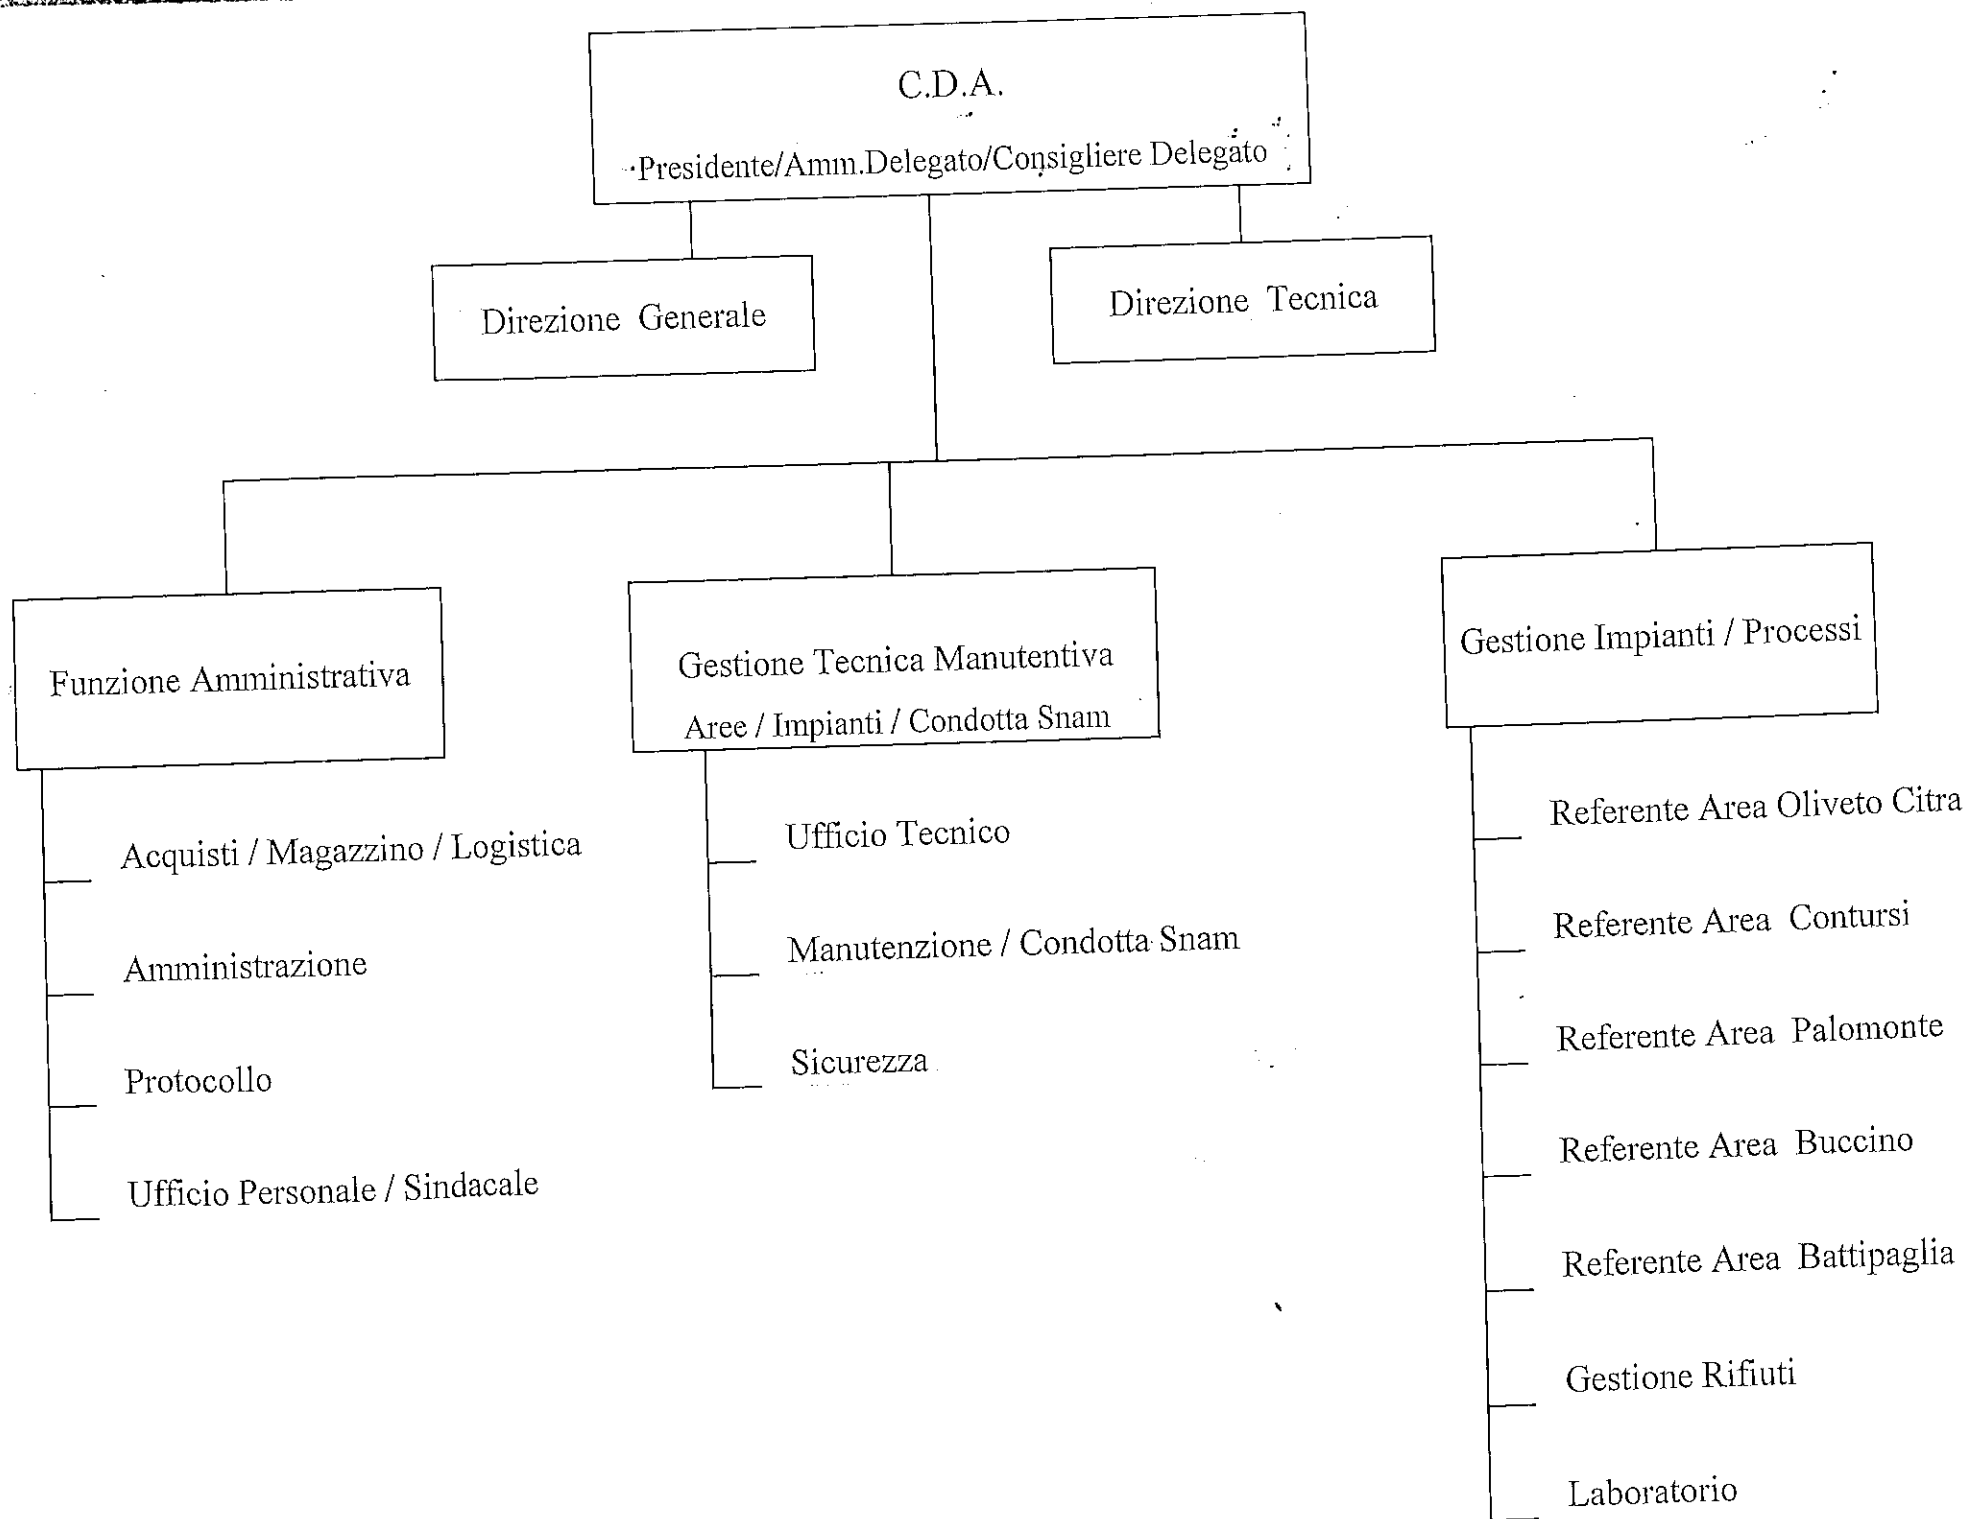 C.D.A.
Presidente/Amm.Delegato/Consigliere Delegato
Direzione Generale
Direzione Tecnica
Funzione Amministrativa
Acquisti / Magazzino / Logistica
Amministrazione
Protocollo
Ufficio Personale / Sindacale
Gestione Tecnica Manutentiva
Aree / Impianti / Condotta Snam
Ufficio Tecnico
Manutenzione / Condotta Snam
Sicurezza
Gestione Impianti / Processi
Referente Area Oliveto Citra
Referente Area Contursi
Referente Area Palomonte
Referente Area Buccino
Referente Area Battipaglia
Gestione Rifiuti
Laboratorio